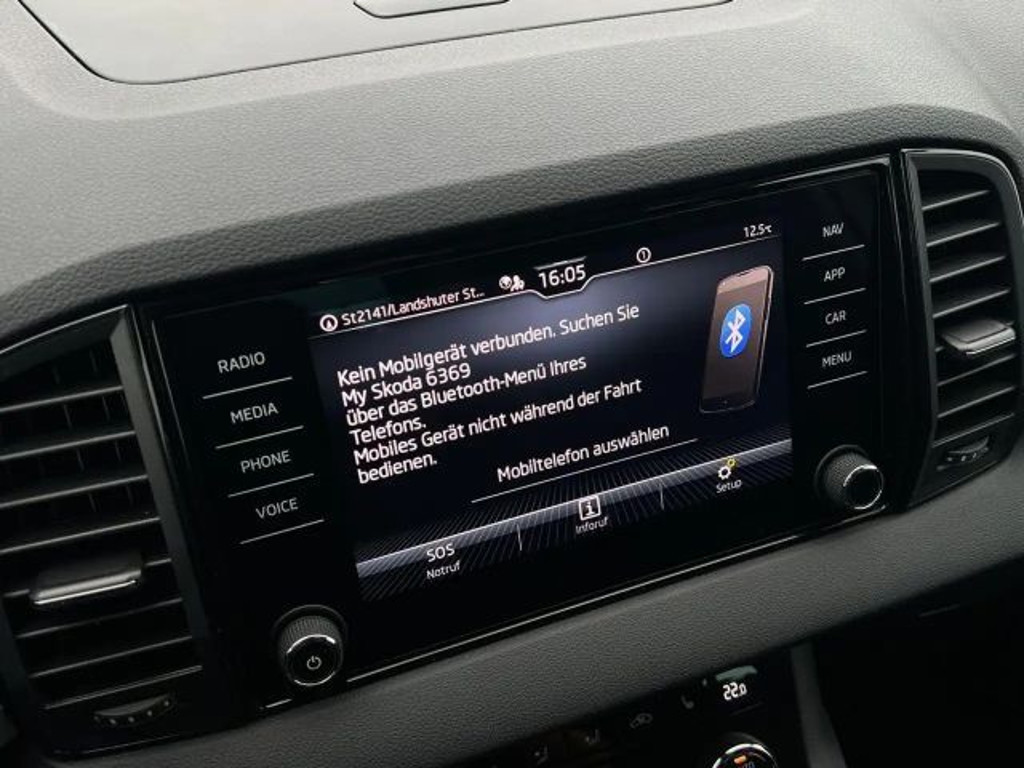 St2141/Landshuter St...
16:05
12.5°C
Kein Mobilgerät verbunden. Suchen Sie
My Skoda 6369
über das Bluetooth-Menü Ihres
Telefons.
Mobiles Gerät nicht während der Fahrt
bedienen.
Mobiltelefon auswählen
SOS
Notruf
i
Inforuf
Setup
RADIO
MEDIA
PHONE
VOICE
NAV
APP
CAR
MENU
22.0